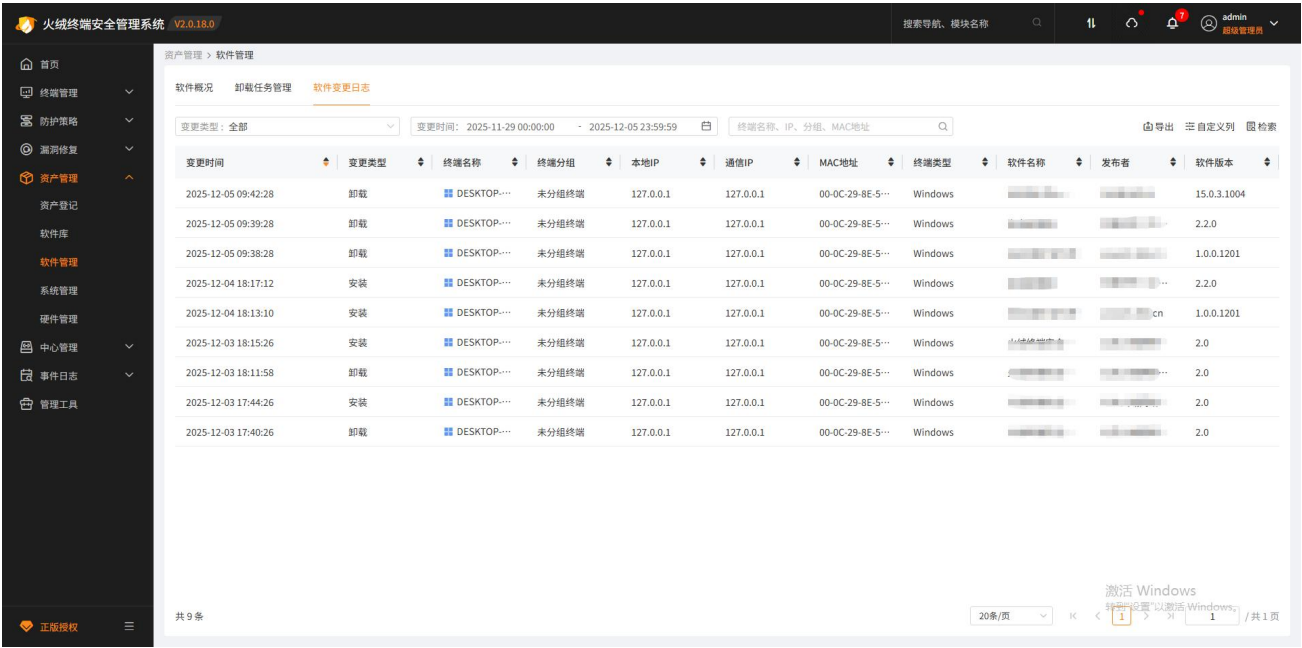 火绒终端安全管理系统 V2.0.18.0 搜索导航、模块名称 7 admin 超级管理员
首页
终端管理
防护策略
漏洞修复
资产管理
资产登记
软件库
软件管理
系统管理
硬件管理
中心管理
事件日志
管理工具
正版授权
资产管理 > 软件管理
软件概况 卸载任务管理 软件变更日志
变更类型: 全部 变更时间: 2025-11-29 00:00:00 - 2025-12-05 23:59:59 终端名称、IP、分组、MAC地址 导出 自定义列 检索
变更时间 变更类型 终端名称 终端分组 本地IP 通信IP MAC地址 终端类型 软件名称 发布者 软件版本
2025-12-05 09:42:28 卸载 DESKTOP-… 未分组终端 127.0.0.1 127.0.0.1 00-0C-29-8E-5… Windows 15.0.3.1004
2025-12-05 09:39:28 卸载 DESKTOP-… 未分组终端 127.0.0.1 127.0.0.1 00-0C-29-8E-5… Windows 2.2.0
2025-12-05 09:38:28 卸载 DESKTOP-… 未分组终端 127.0.0.1 127.0.0.1 00-0C-29-8E-5… Windows 1.0.0.1201
2025-12-04 18:17:12 安装 DESKTOP-… 未分组终端 127.0.0.1 127.0.0.1 00-0C-29-8E-5… Windows … 2.2.0
2025-12-04 18:13:10 安装 DESKTOP-… 未分组终端 127.0.0.1 127.0.0.1 00-0C-29-8E-5… Windows cn 1.0.0.1201
2025-12-03 18:15:26 安装 DESKTOP-… 未分组终端 127.0.0.1 127.0.0.1 00-0C-29-8E-5… Windows 2.0
2025-12-03 18:11:58 卸载 DESKTOP-… 未分组终端 127.0.0.1 127.0.0.1 00-0C-29-8E-5… Windows … 2.0
2025-12-03 17:44:26 安装 DESKTOP-… 未分组终端 127.0.0.1 127.0.0.1 00-0C-29-8E-5… Windows 2.0
2025-12-03 17:40:26 卸载 DESKTOP-… 未分组终端 127.0.0.1 127.0.0.1 00-0C-29-8E-5… Windows 2.0
激活 Windows
转到"设置"以激活 Windows。
共 9 条 20条/页 1 1 / 共 1 页